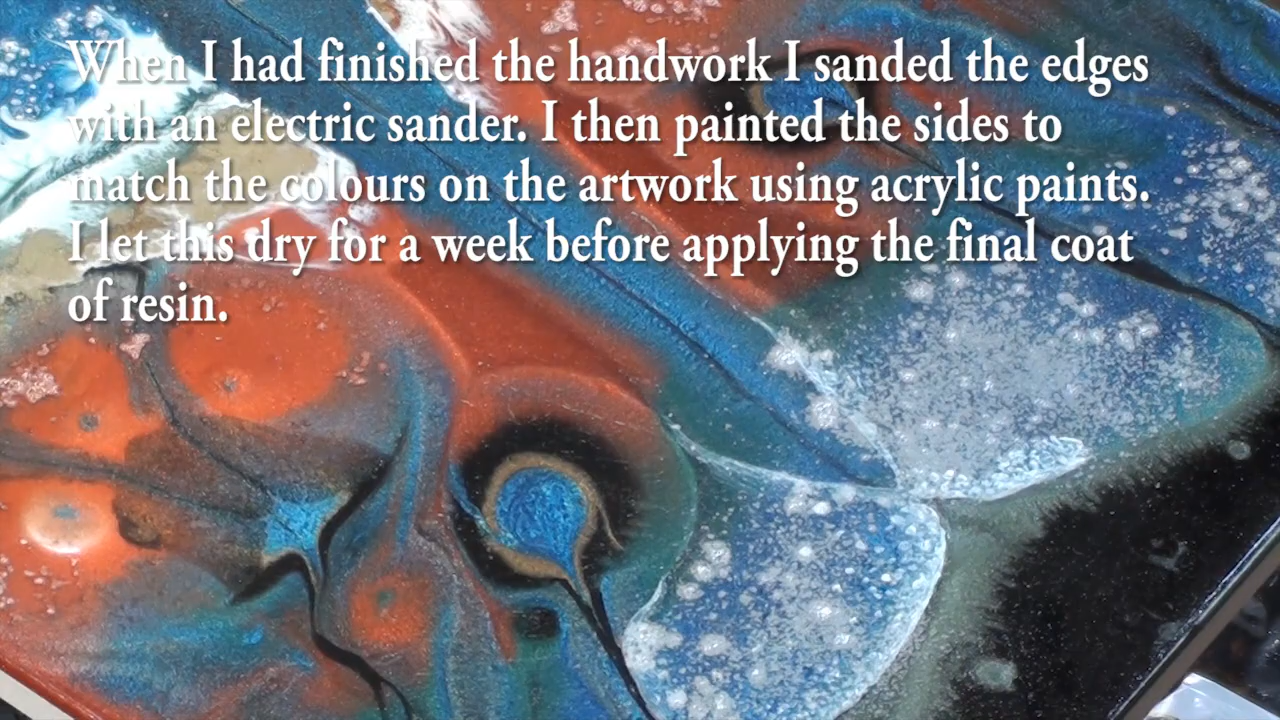 When I had finished the handwork I sanded the edges
with an electric sander. I then painted the sides to
match the colours on the artwork using acrylic paints.
I let this dry for a week before applying the final coat
of resin.